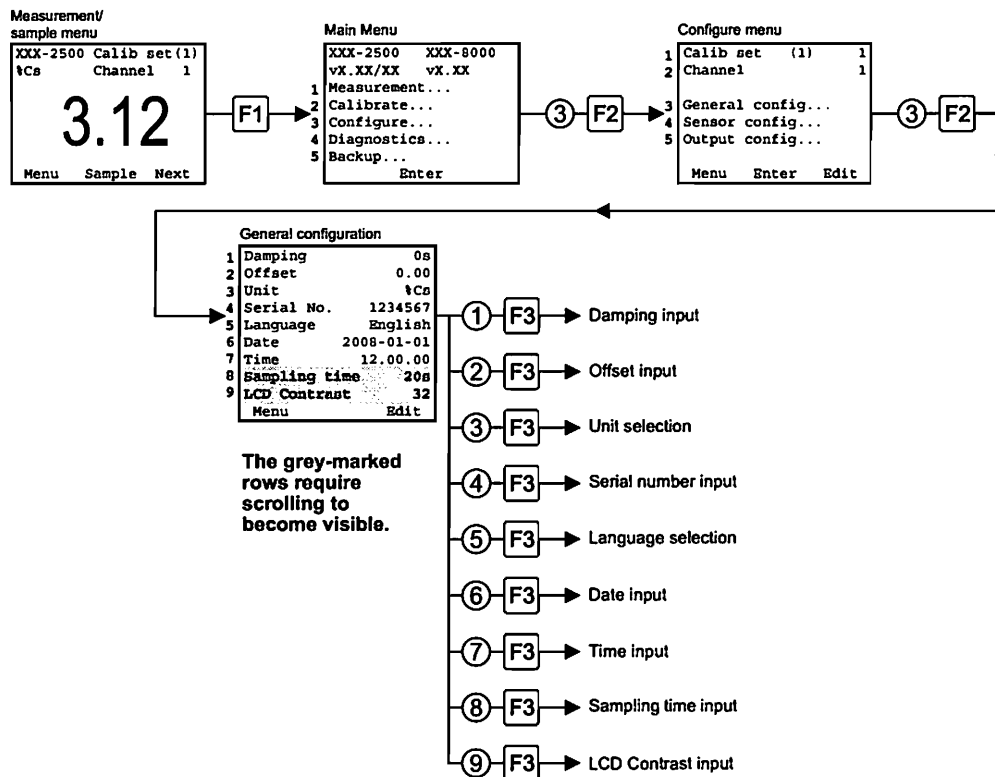 Measurement/
sample menu
XXX-2500 Calib set(1)
%Cs Channel 1
3.12
Menu Sample Next
F1
Main Menu
XXX-2500 XXX-8000
vX.XX/XX vX.XX
1 Measurement...
2 Calibrate...
3 Configure...
4 Diagnostics...
5 Backup...
Enter
3 F2
Configure menu
1 Calib set (1) 1
2 Channel 1
3 General config...
4 Sensor config...
5 Output config...
Menu Enter Edit
3 F2
General configuration
1 Damping 0s
2 Offset 0.00
3 Unit %Cs
4 Serial No. 1234567
5 Language English
6 Date 2008-01-01
7 Time 12.00.00
8 Sampling time 20s
9 LCD Contrast 32
Menu Edit
The grey-marked
rows require
scrolling to
become visible.
1 F3 Damping input
2 F3 Offset input
3 F3 Unit selection
4 F3 Serial number input
5 F3 Language selection
6 F3 Date input
7 F3 Time input
8 F3 Sampling time input
9 F3 LCD Contrast input